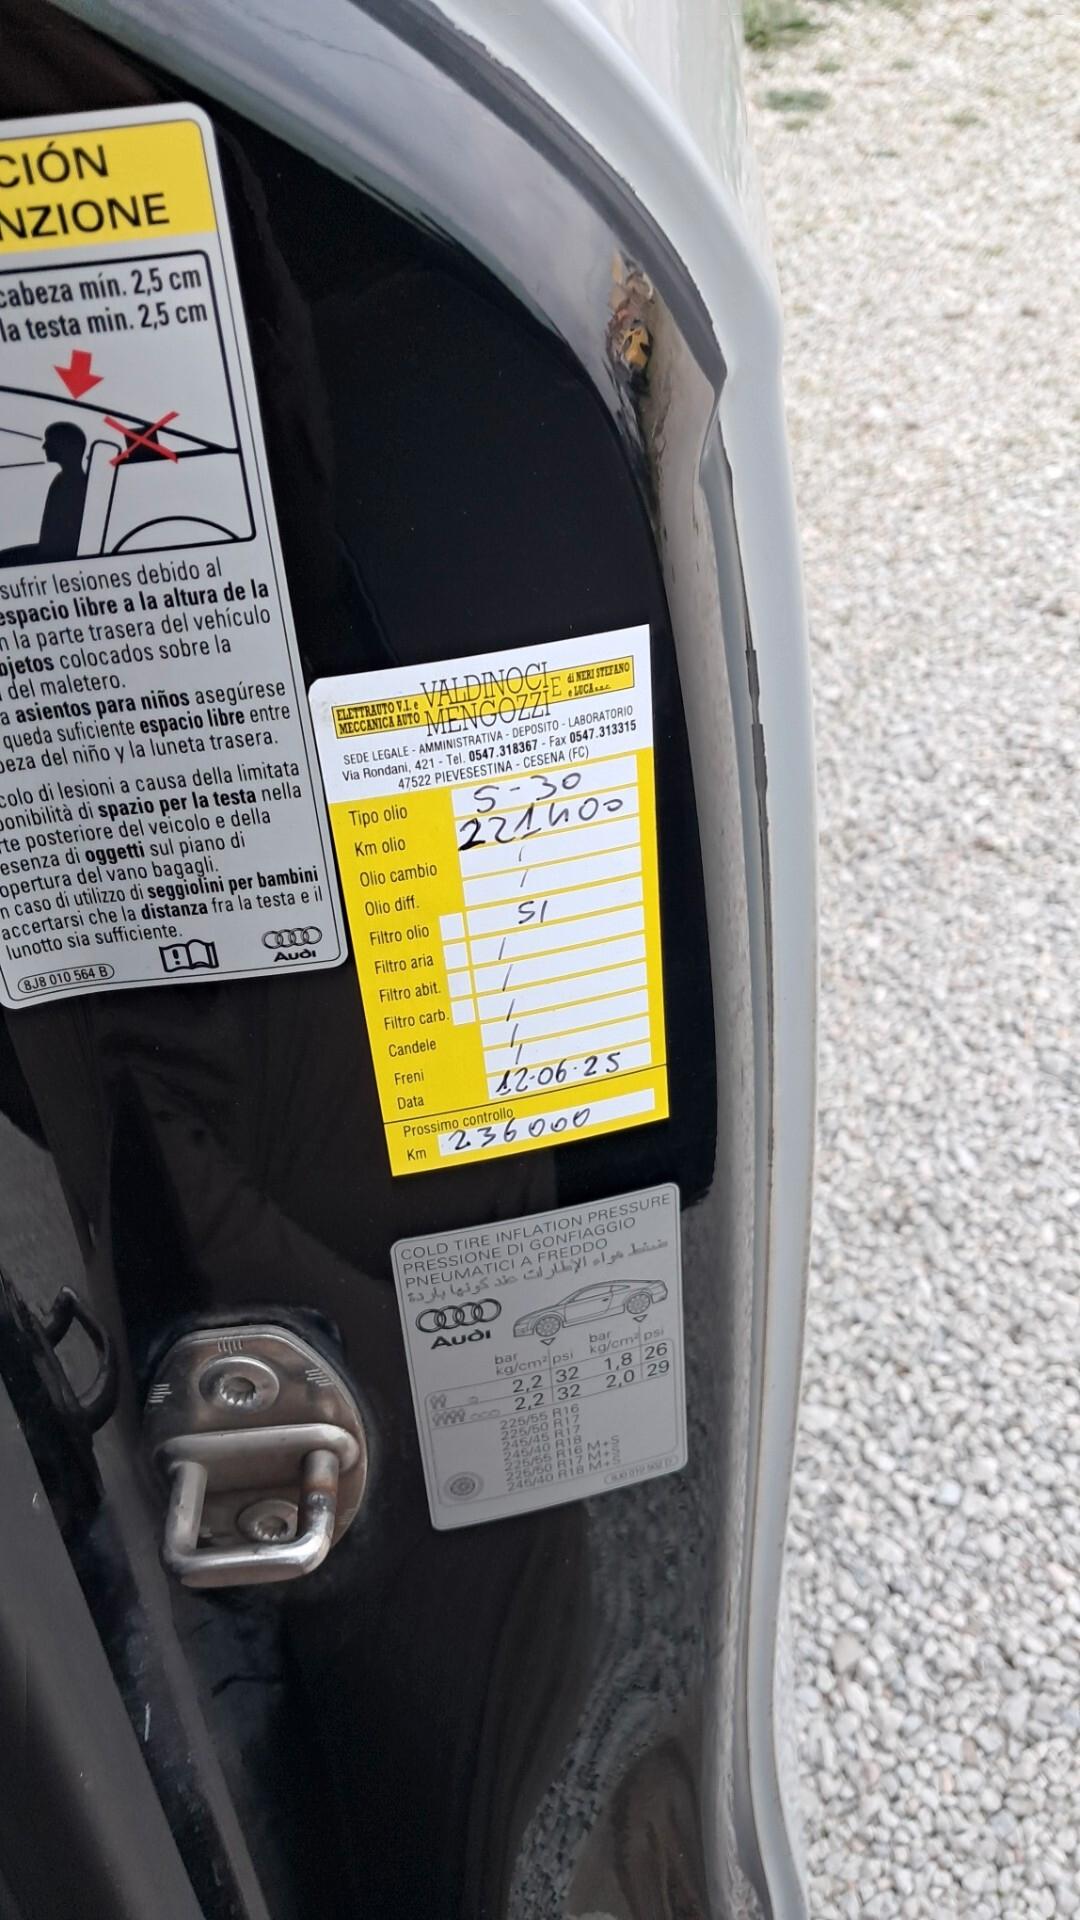 CIÓN
NZIONE
cabeza mín. 2,5 cm
la testa min. 2,5 cm
sufrir lesiones debido al
espacio libre a la altura de la
n la parte trasera del vehículo
bjetos colocados sobre la
del maletero.
a asientos para niños asegúrese
queda suficiente espacio libre entre
beza del niño y la luneta trasera.
colo di lesioni a causa della limitata
ponibilità di spazio per la testa nella
rte posteriore del veicolo e della
esenza di oggetti sul piano di
opertura del vano bagagli.
n caso di utilizzo di seggiolini per bambini
accertarsi che la distanza fra la testa e il
lunotto sia sufficiente.
8J8 010 564 B
Audi
ELETTRAUTO V.I. e
MECCANICA AUTO
VALDINOCI E
MENGOZZI
di NERI STEFANO
e LUCA s.n.c.
SEDE LEGALE - AMMINISTRATIVA - DEPOSITO - LABORATORIO
Via Rondani, 421 - Tel. 0547.318367 - Fax 0547.313315
47522 PIEVESESTINA - CESENA (FC)
Tipo olio 5-30
Km olio 221400
Olio cambio /
Olio diff. /
Filtro olio SI
Filtro aria /
Filtro abit. /
Filtro carb. /
Candele /
Freni /
Data 12-06-25
Prossimo controllo
Km 236000
COLD TIRE INFLATION PRESSURE
PRESSIONE DI GONFIAGGIO
PNEUMATICI A FREDDO
ضغط هواء الإطارات عند كونها باردة
Audi
bar psi bar psi
kg/cm² kg/cm²
2,2 32 1,8 26
2,2 32 2,0 29
225/55 R16
225/50 R17
245/45 R17
245/40 R18
225/55 R16 M+S
225/50 R17 M+S
245/40 R18 M+S